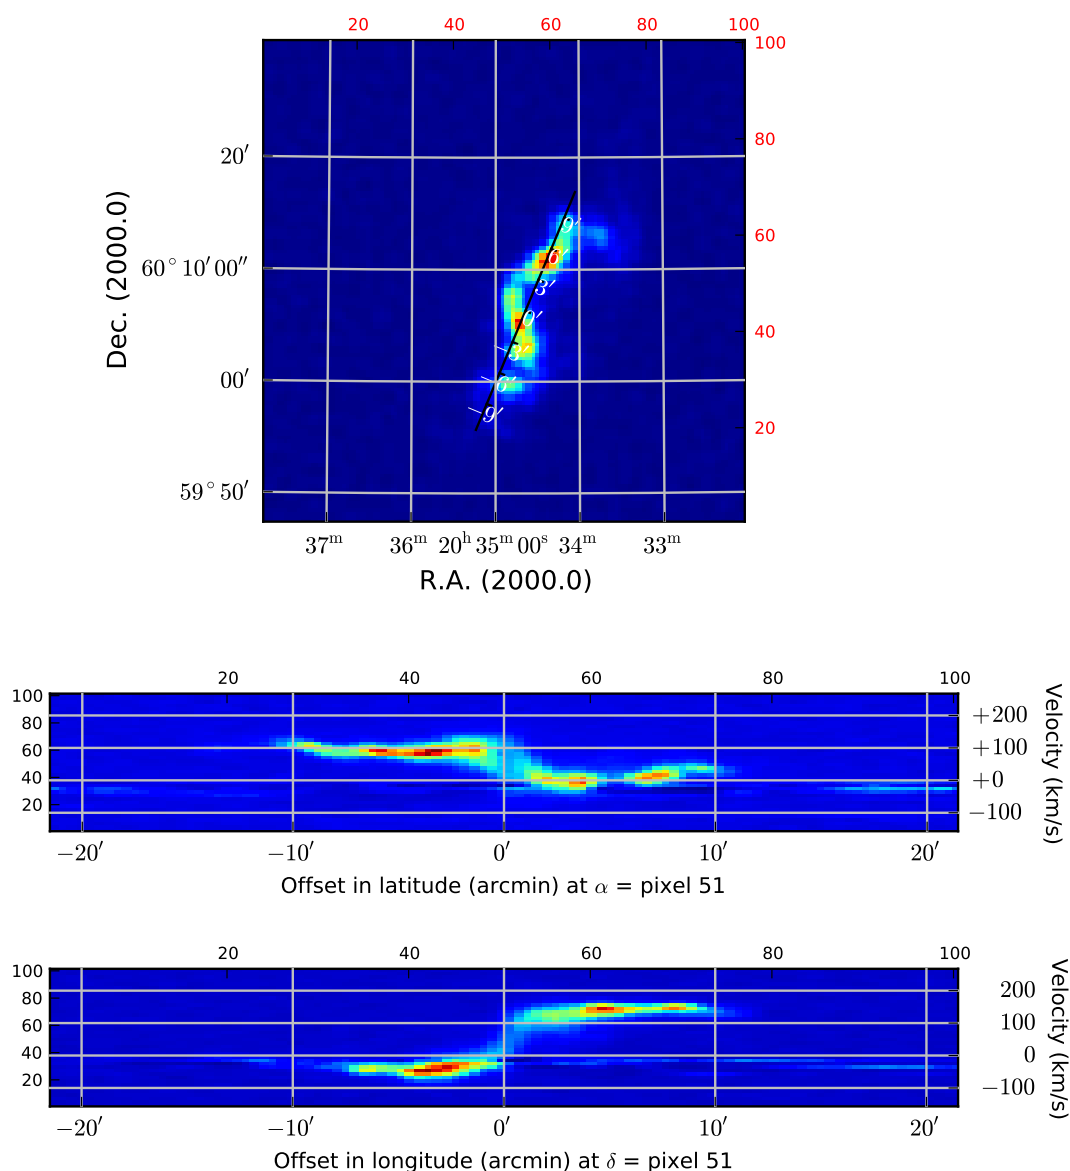 20 40 60 80 100
100
80
60
40
20
20′
60°10′00″
00′
59°50′
Dec. (2000.0)
9′
6′
3′
0′
−3′
−6′
−9′
37ᵐ 36ᵐ 20ʰ35ᵐ00ˢ 34ᵐ 33ᵐ
R.A. (2000.0)
20 40 60 80 100
100
80
60
40
20
+200
+100
+0
−100
Velocity (km/s)
−20′ −10′ 0′ 10′ 20′
Offset in latitude (arcmin) at α = pixel 51
20 40 60 80 100
100
80
60
40
20
200
100
0
−100
Velocity (km/s)
−20′ −10′ 0′ 10′ 20′
Offset in longitude (arcmin) at δ = pixel 51